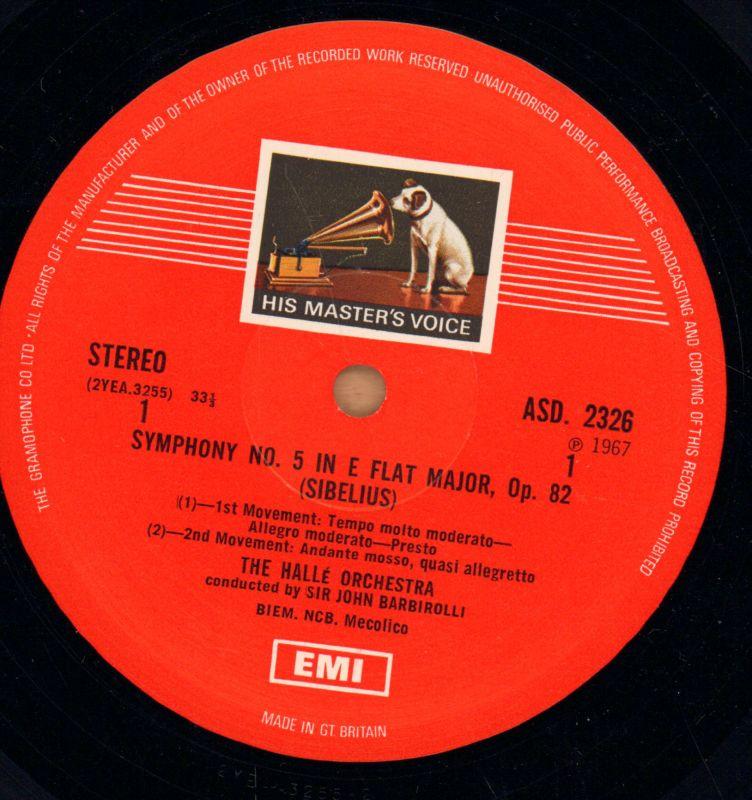 THE GRAMOPHONE CO LTD · ALL RIGHTS OF THE MANUFACTURER AND OF THE OWNER OF THE RECORDED WORK RESERVED · UNAUTHORISED PUBLIC PERFORMANCE BROADCASTING AND COPYING OF THIS RECORD PROHIBITED
HIS MASTER'S VOICE
STEREO
(2YEA.3255) 33⅓
1
ASD. 2326
℗ 1967
1
SYMPHONY NO. 5 IN E FLAT MAJOR, Op. 82
(SIBELIUS)
(1)—1st Movement: Tempo molto moderato—
Allegro moderato—Presto
(2)—2nd Movement: Andante mosso, quasi allegretto
THE HALLÉ ORCHESTRA
conducted by SIR JOHN BARBIROLLI
BIEM. NCB. Mecolico
EMI
MADE IN GT. BRITAIN